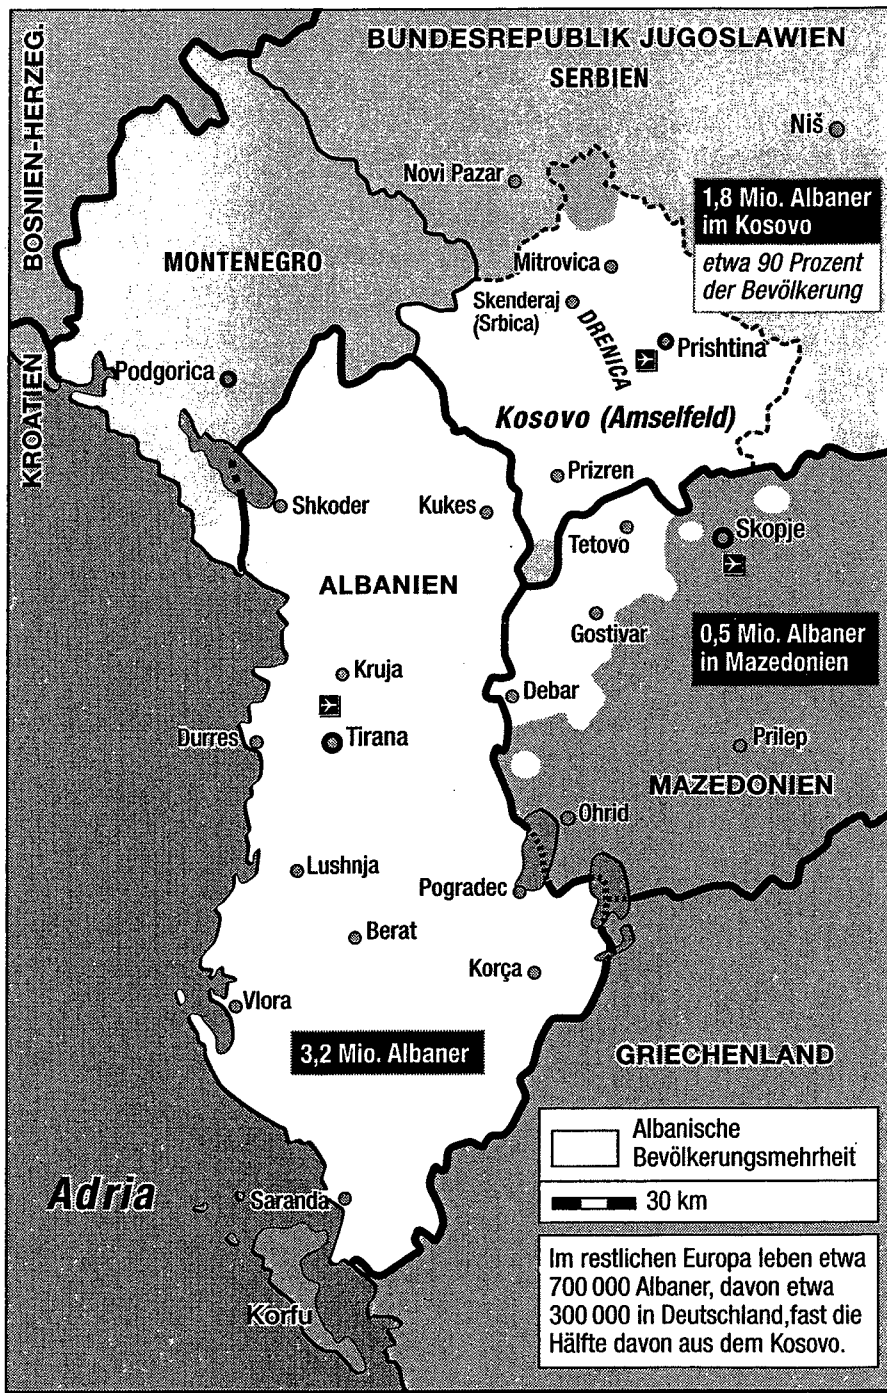 BUNDESREPUBLIK JUGOSLAWIEN
SERBIEN
BOSNIEN-HERZEG.
Niš
Novi Pazar
1,8 Mio. Albaner
im Kosovo
etwa 90 Prozent
der Bevölkerung
MONTENEGRO
Mitrovica
Skenderaj
(Srbica)
DRENICA
Prishtina
Podgorica
KROATIEN
Kosovo (Amselfeld)
Prizren
Shkoder
Kukes
Tetovo
Skopje
ALBANIEN
Gostivar
0,5 Mio. Albaner
in Mazedonien
Kruja
Debar
Durres
Tirana
Prilep
MAZEDONIEN
Ohrid
Lushnja
Pogradec
Berat
Korça
Vlora
3,2 Mio. Albaner
GRIECHENLAND
Albanische
Bevölkerungsmehrheit
Adria
Saranda
30 km
Korfu
Im restlichen Europa leben etwa
700 000 Albaner, davon etwa
300 000 in Deutschland,fast die
Hälfte davon aus dem Kosovo.